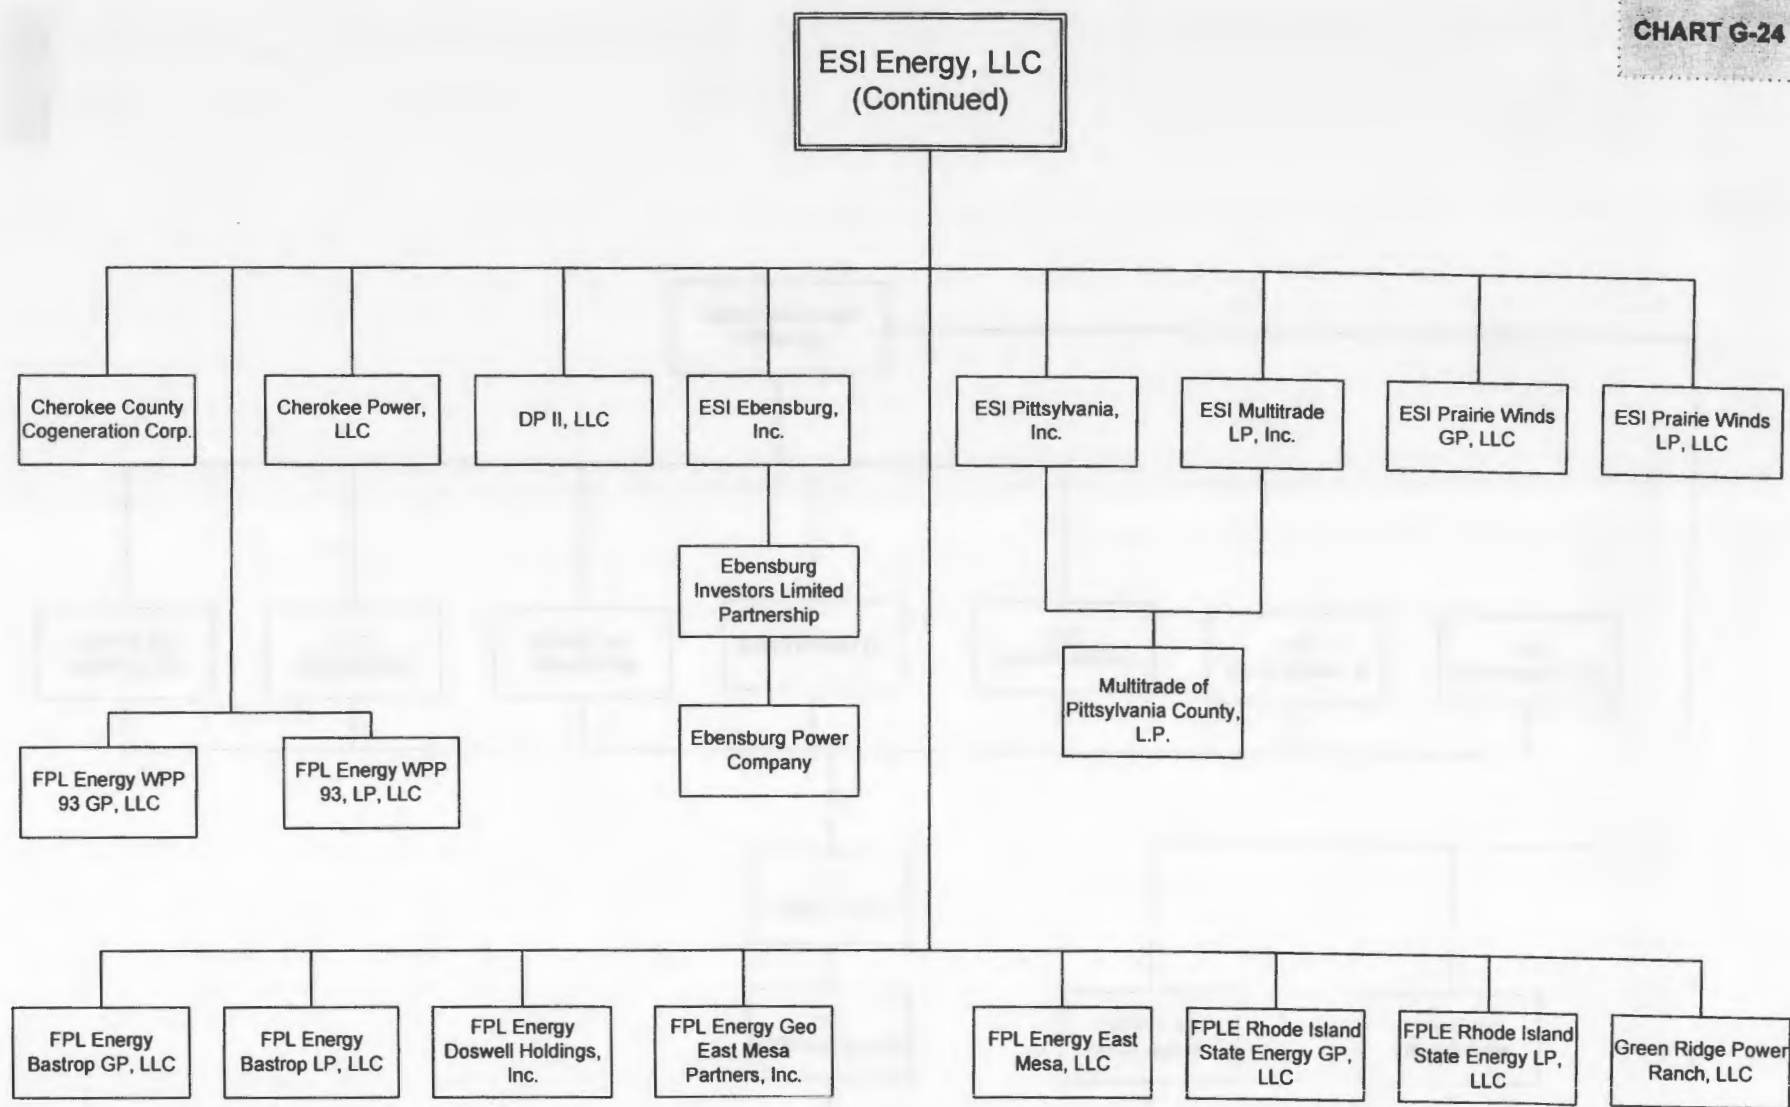 CHART G-24
ESI Energy, LLC
(Continued)
Cherokee County
Cogeneration Corp.
Cherokee Power,
LLC
DP II, LLC
ESI Ebensburg,
Inc.
ESI Pittsylvania,
Inc.
ESI Multitrade
LP, Inc.
ESI Prairie Winds
GP, LLC
ESI Prairie Winds
LP, LLC
Ebensburg
Investors Limited
Partnership
Multitrade of
Pittsylvania County,
L.P.
Ebensburg Power
Company
FPL Energy WPP
93 GP, LLC
FPL Energy WPP
93, LP, LLC
FPL Energy
Bastrop GP, LLC
FPL Energy
Bastrop LP, LLC
FPL Energy
Doswell Holdings,
Inc.
FPL Energy Geo
East Mesa
Partners, Inc.
FPL Energy East
Mesa, LLC
FPLE Rhode Island
State Energy GP,
LLC
FPLE Rhode Island
State Energy LP,
LLC
Green Ridge Power
Ranch, LLC